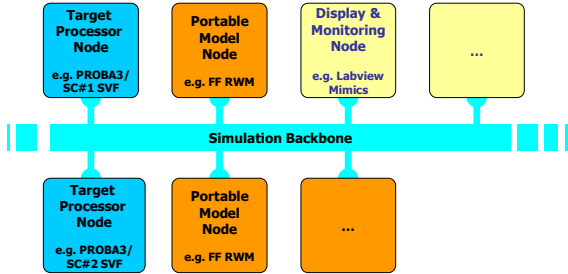 Target
Processor
Node
e.g. PROBA3/
SC#1 SVF
Portable
Model
Node
e.g. FF RWM
Display &
Monitoring
Node
e.g. Labview
Mimics
...
Simulation Backbone
Target
Processor
Node
e.g. PROBA3/
SC#2 SVF
Portable
Model
Node
e.g. FF RWM
...